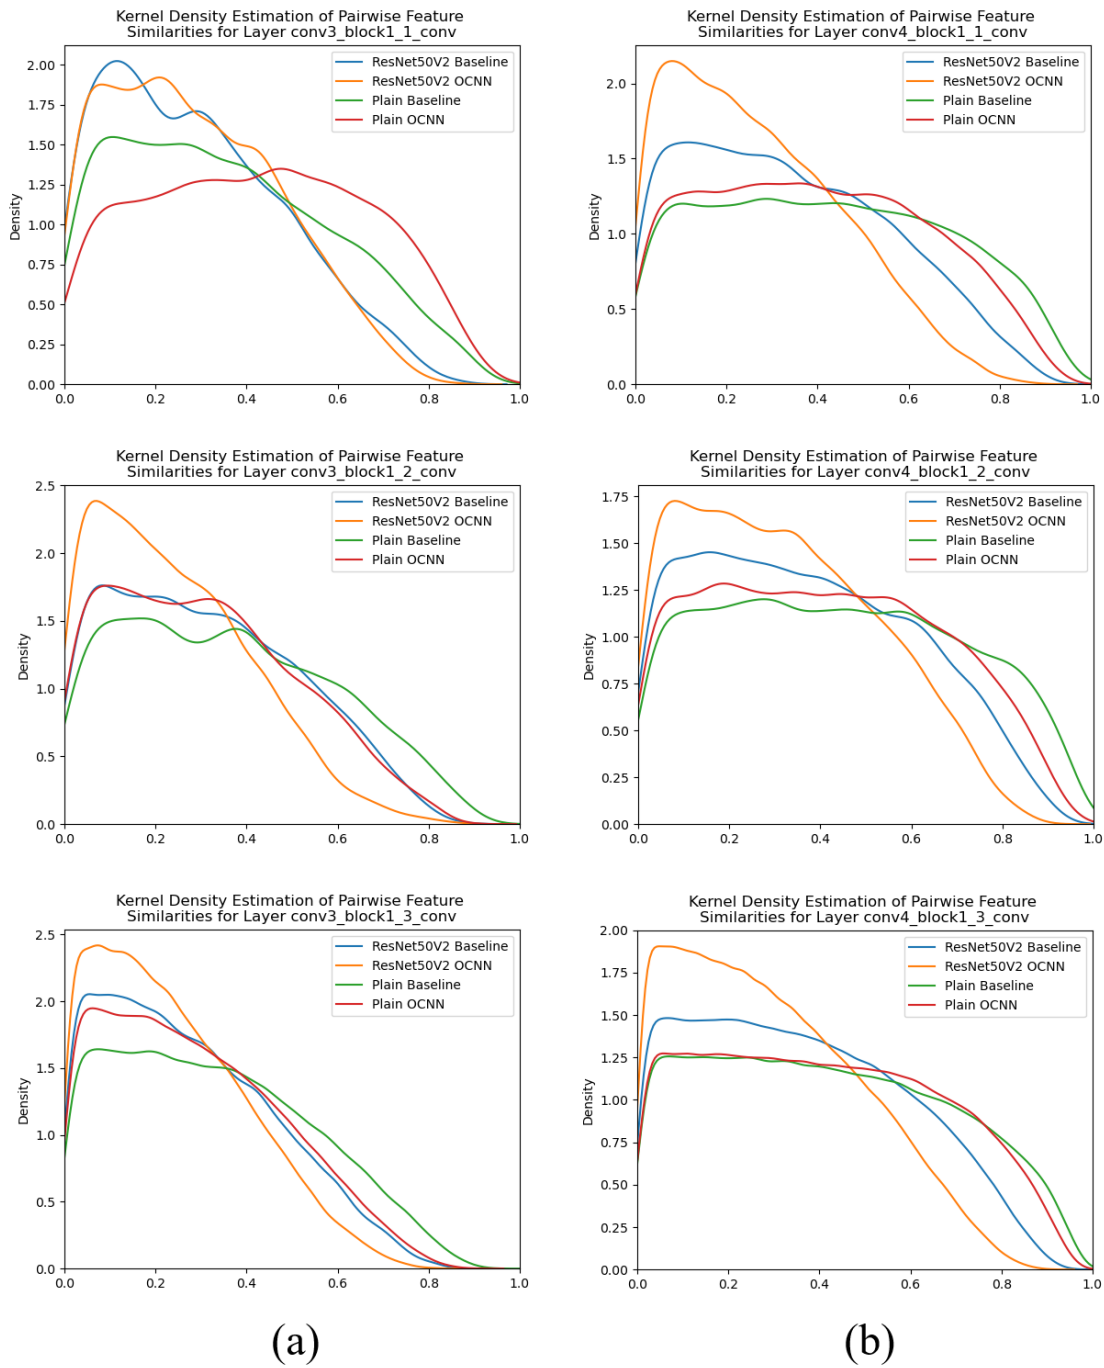 Kernel Density Estimation of Pairwise Feature
Similarities for Layer conv3_block1_1_conv
Density
2.00
1.75
1.50
1.25
1.00
0.75
0.50
0.25
0.00
0.0 0.2 0.4 0.6 0.8 1.0
ResNet50V2 Baseline
ResNet50V2 OCNN
Plain Baseline
Plain OCNN
Kernel Density Estimation of Pairwise Feature
Similarities for Layer conv4_block1_1_conv
Density
2.0
1.5
1.0
0.5
0.0
0.0 0.2 0.4 0.6 0.8 1.0
ResNet50V2 Baseline
ResNet50V2 OCNN
Plain Baseline
Plain OCNN
Kernel Density Estimation of Pairwise Feature
Similarities for Layer conv3_block1_2_conv
Density
2.5
2.0
1.5
1.0
0.5
0.0
0.0 0.2 0.4 0.6 0.8 1.0
ResNet50V2 Baseline
ResNet50V2 OCNN
Plain Baseline
Plain OCNN
Kernel Density Estimation of Pairwise Feature
Similarities for Layer conv4_block1_2_conv
Density
1.75
1.50
1.25
1.00
0.75
0.50
0.25
0.00
0.0 0.2 0.4 0.6 0.8 1.0
ResNet50V2 Baseline
ResNet50V2 OCNN
Plain Baseline
Plain OCNN
Kernel Density Estimation of Pairwise Feature
Similarities for Layer conv3_block1_3_conv
Density
2.5
2.0
1.5
1.0
0.5
0.0
0.0 0.2 0.4 0.6 0.8 1.0
ResNet50V2 Baseline
ResNet50V2 OCNN
Plain Baseline
Plain OCNN
Kernel Density Estimation of Pairwise Feature
Similarities for Layer conv4_block1_3_conv
Density
2.00
1.75
1.50
1.25
1.00
0.75
0.50
0.25
0.00
0.0 0.2 0.4 0.6 0.8 1.0
ResNet50V2 Baseline
ResNet50V2 OCNN
Plain Baseline
Plain OCNN
(a)
(b)